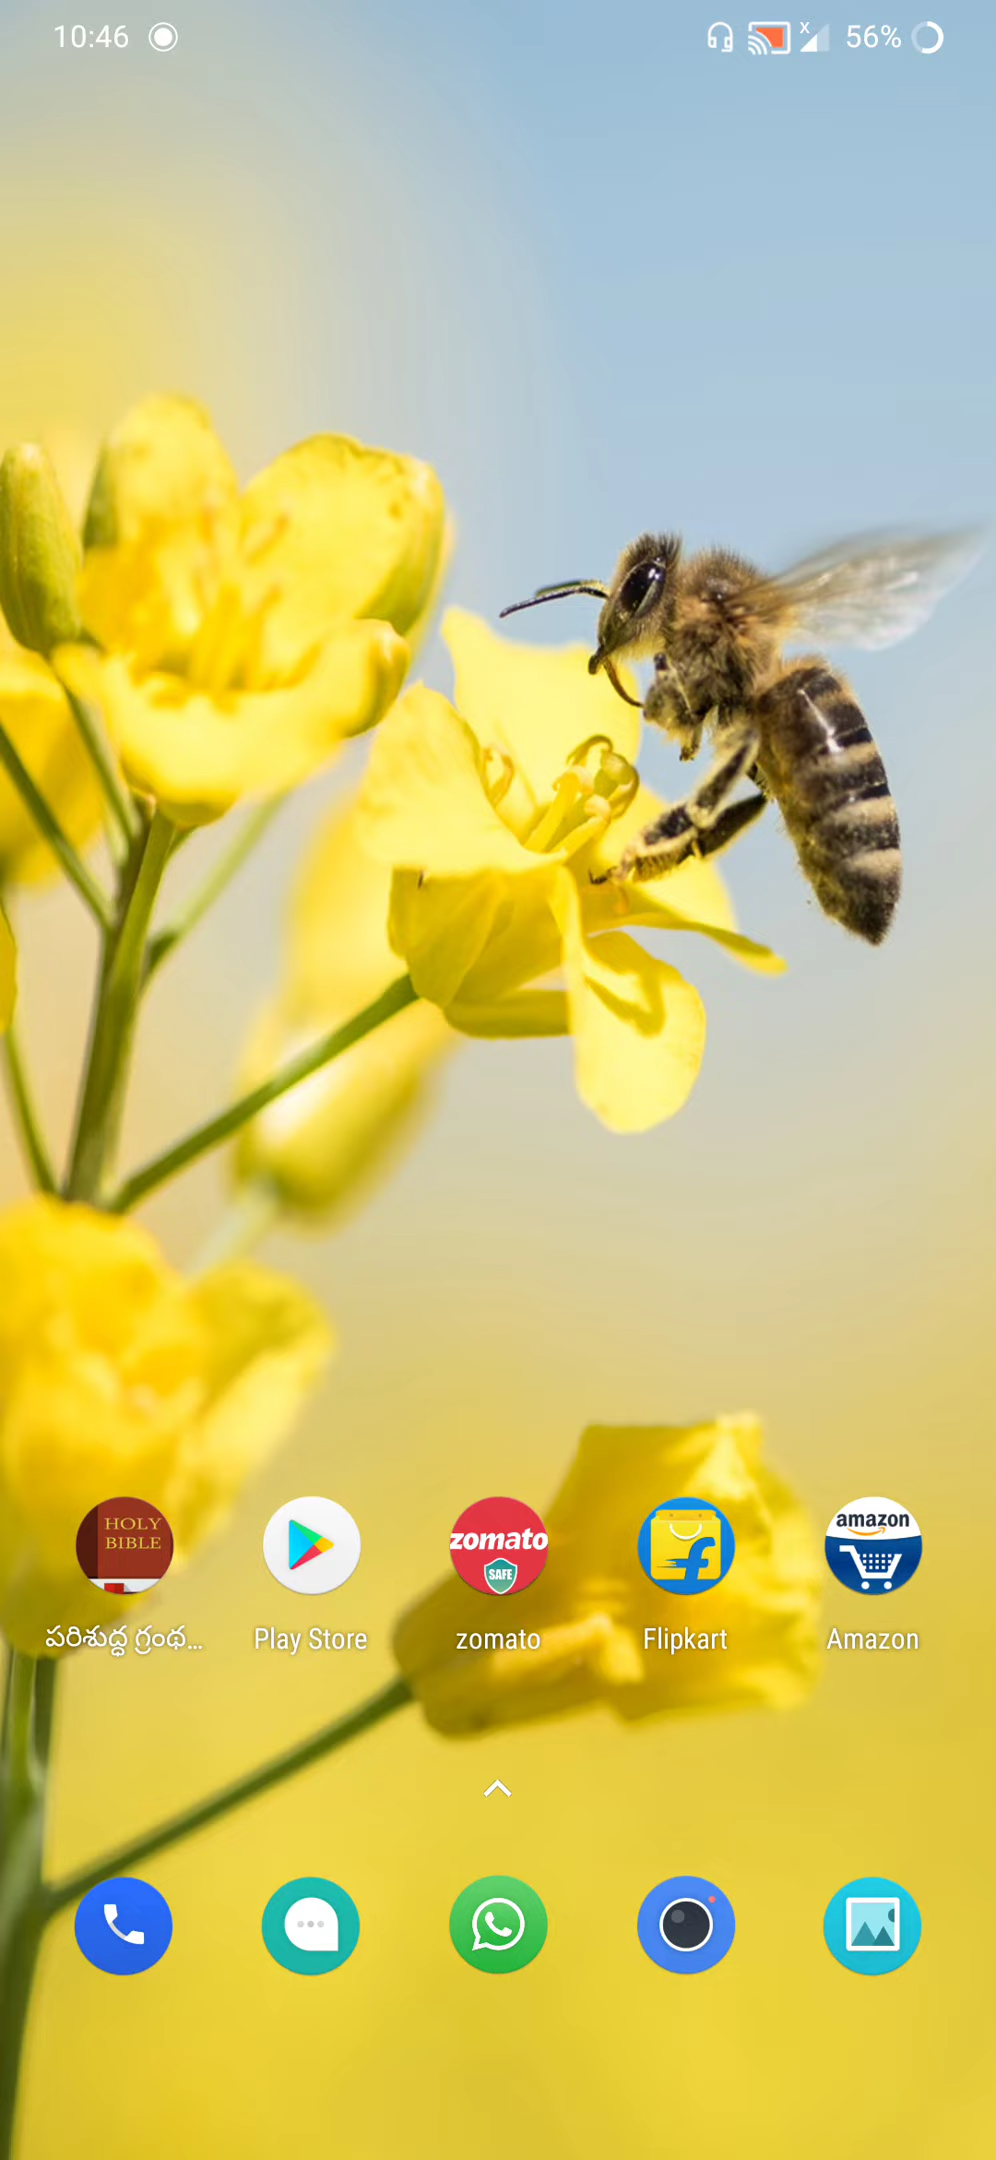 10:46
56%
x
HOLY
BIBLE
zomato
SAFE
amazon
పరిశుద్ధ గ్రంథ...
Play Store
zomato
Flipkart
Amazon